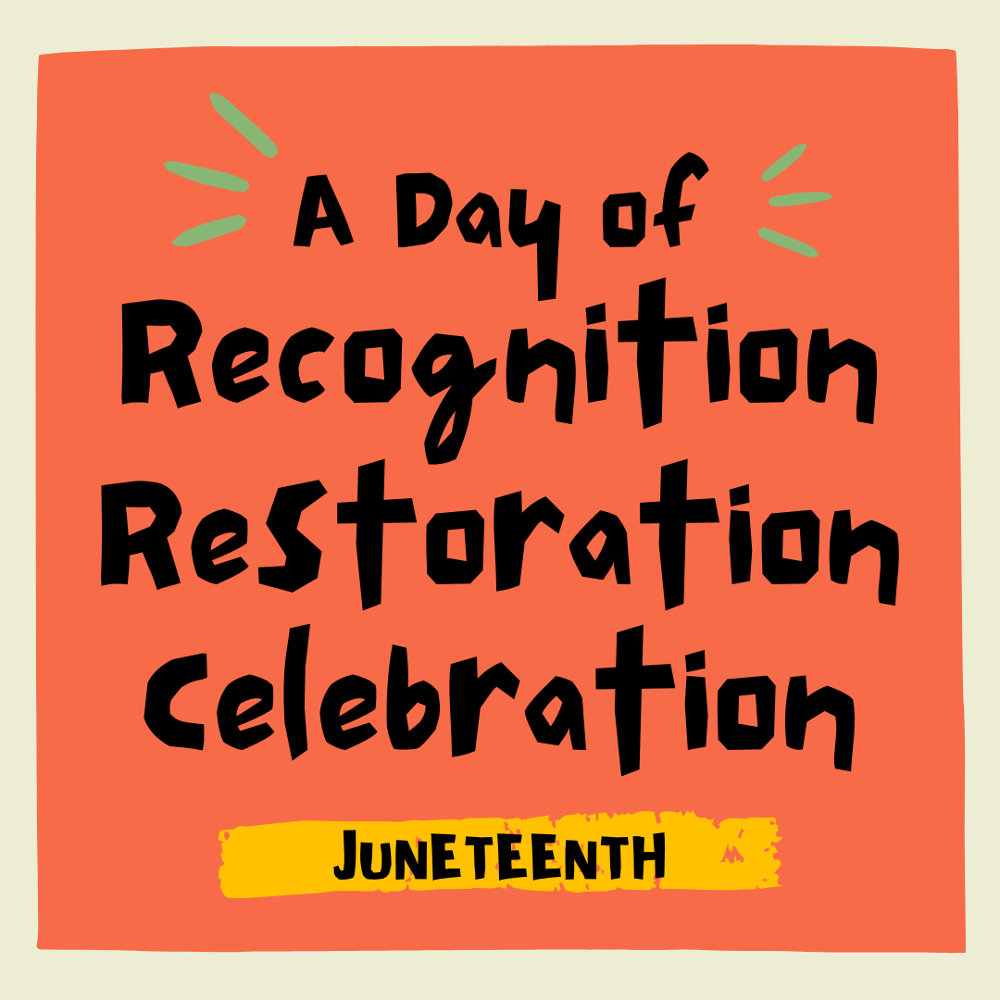 A Day of
Recognition
Restoration
Celebration
JUNETEENTH